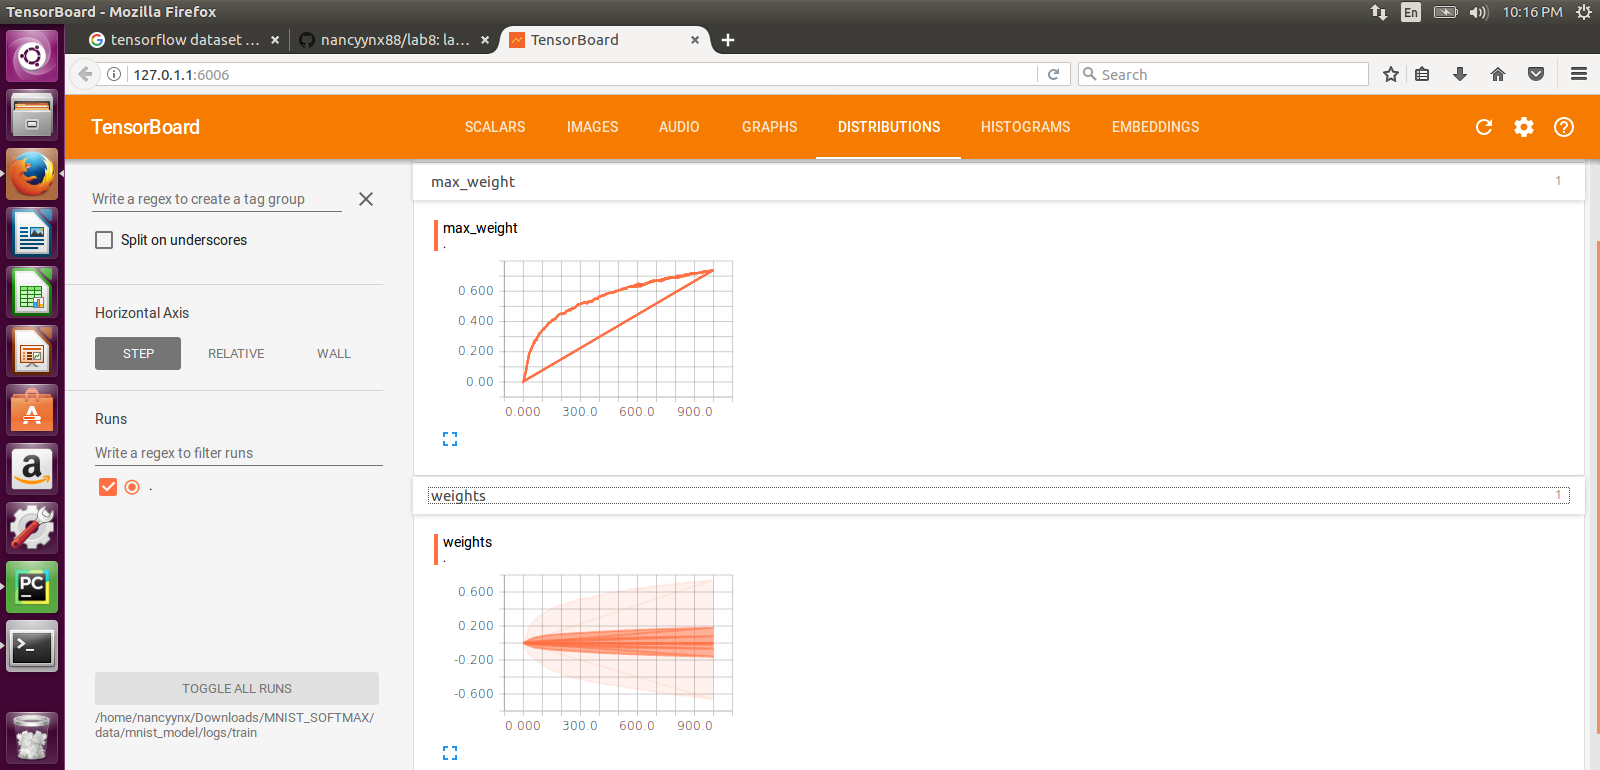 TensorBoard - Mozilla Firefox
En
10:16 PM
tensorflow dataset ...
nancyynx88/lab8: la...
TensorBoard
127.0.1.1:6006
Search
TensorBoard
SCALARS
IMAGES
AUDIO
GRAPHS
DISTRIBUTIONS
HISTOGRAMS
EMBEDDINGS
Write a regex to create a tag group
Split on underscores
Horizontal Axis
STEP
RELATIVE
WALL
Runs
Write a regex to filter runs
.
TOGGLE ALL RUNS
/home/nancyynx/Downloads/MNIST_SOFTMAX/
data/mnist_model/logs/train
max_weight
1
max_weight
.
0.600
0.400
0.200
0.00
0.000
300.0
600.0
900.0
weights
1
weights
.
0.600
0.200
-0.200
-0.600
0.000
300.0
600.0
900.0
a
PC
>_